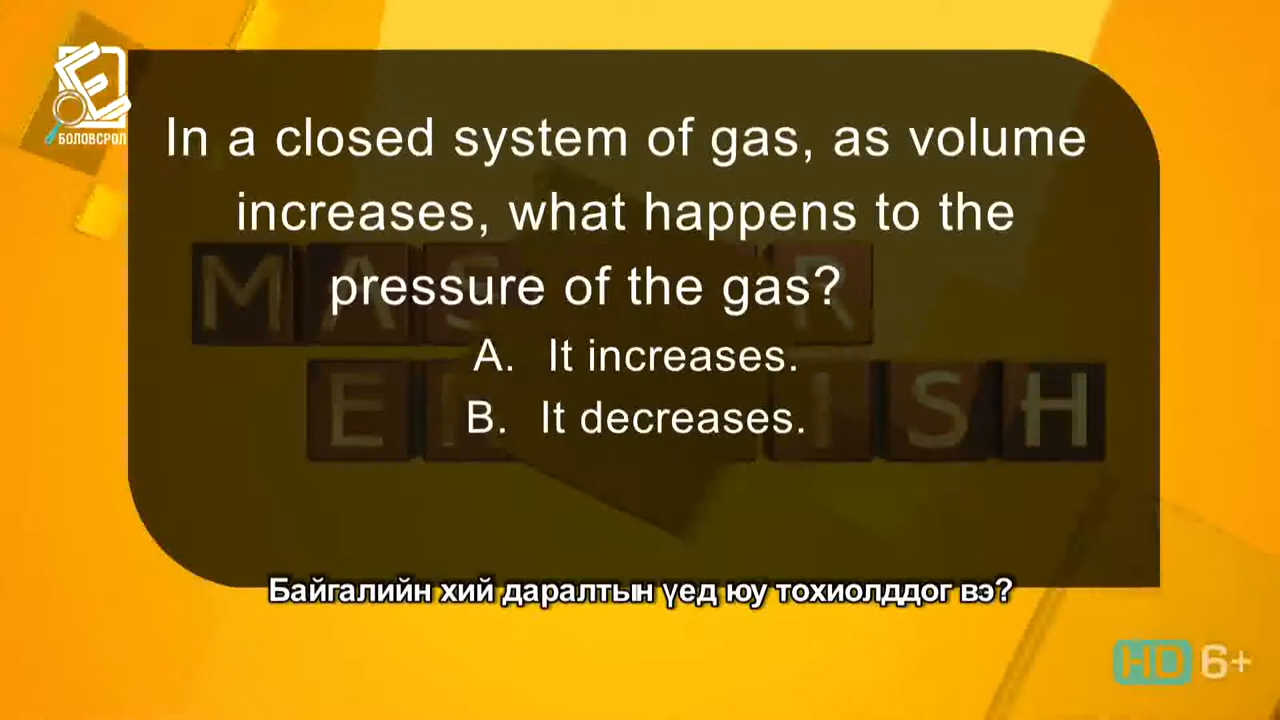 БОЛОВСРОЛ
In a closed system of gas, as volume
increases, what happens to the
pressure of the gas?
A. It increases.
B. It decreases.
Байгалийн хий даралтын үед юу тохиолддог вэ?
HD 6+